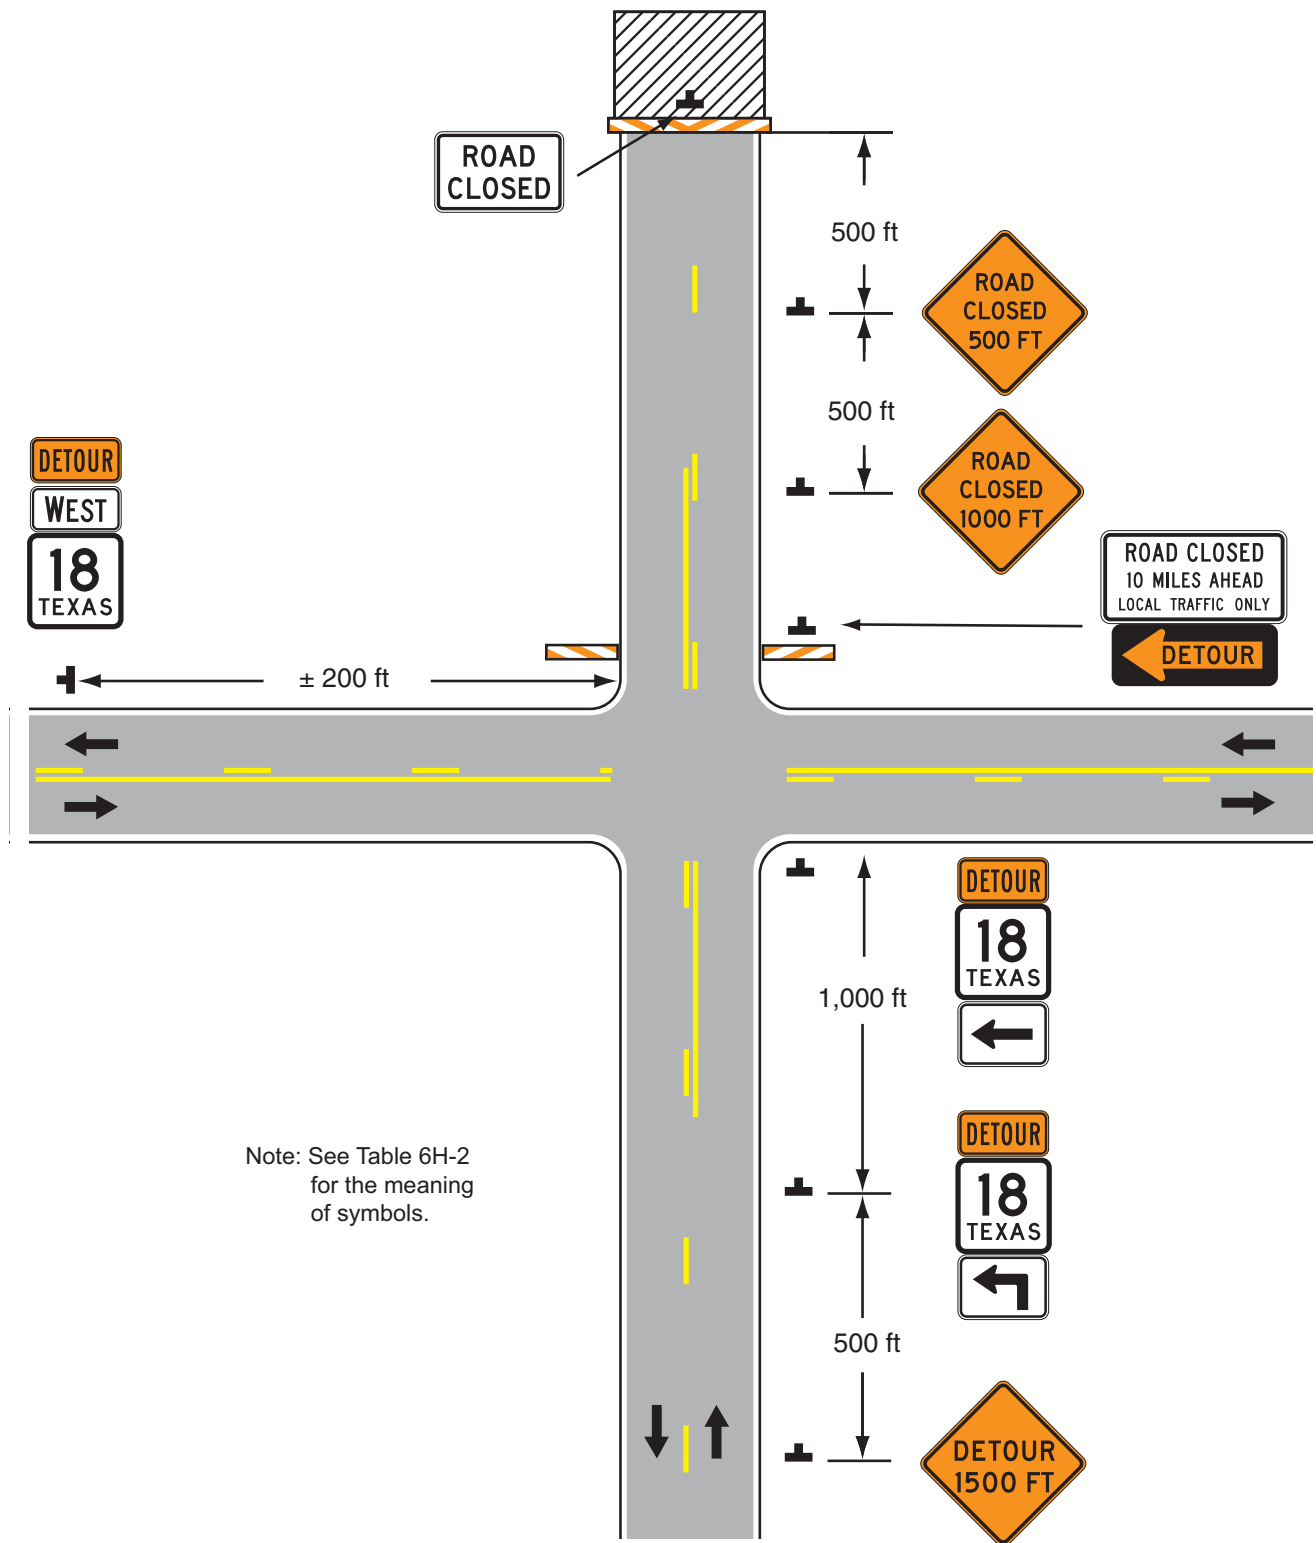 ROAD
CLOSED
500 ft
ROAD
CLOSED
500 FT
500 ft
ROAD
CLOSED
1000 FT
DETOUR
WEST
18
TEXAS
ROAD CLOSED
10 MILES AHEAD
LOCAL TRAFFIC ONLY
DETOUR
± 200 ft
DETOUR
18
TEXAS
1,000 ft
DETOUR
18
TEXAS
Note: See Table 6H-2
for the meaning
of symbols.
500 ft
DETOUR
1500 FT